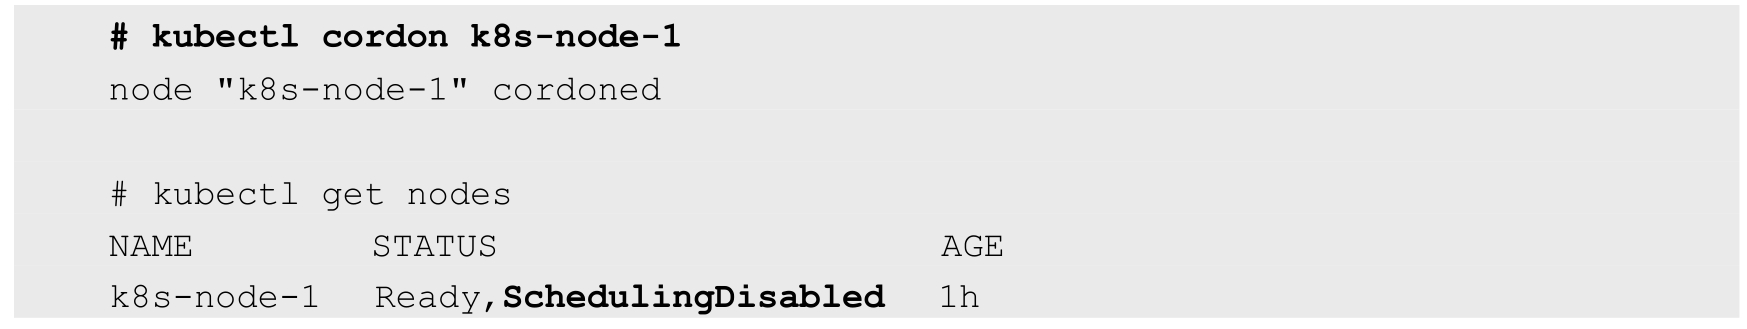 # kubectl cordon k8s-node-1
node "k8s-node-1" cordoned
# kubectl get nodes
NAME STATUS AGE
k8s-node-1 Ready,SchedulingDisabled 1h